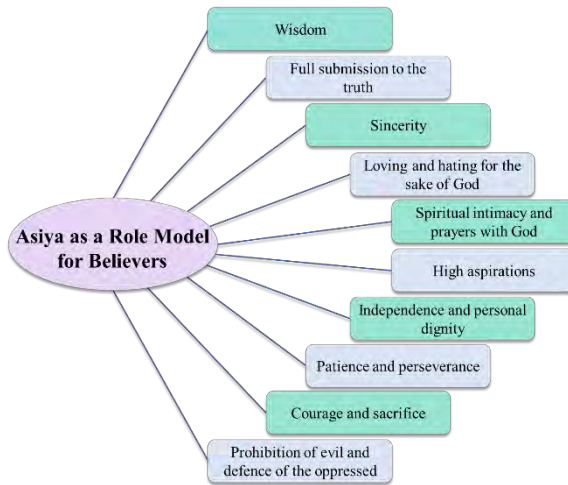 Wisdom
Full submission to the
truth
Sincerity
Loving and hating for the
sake of God
Asiya as a Role Model
for Believers
Spiritual intimacy and
prayers with God
High aspirations
Independence and personal
dignity
Patience and perseverance
Courage and sacrifice
Prohibition of evil and
defence of the oppressed